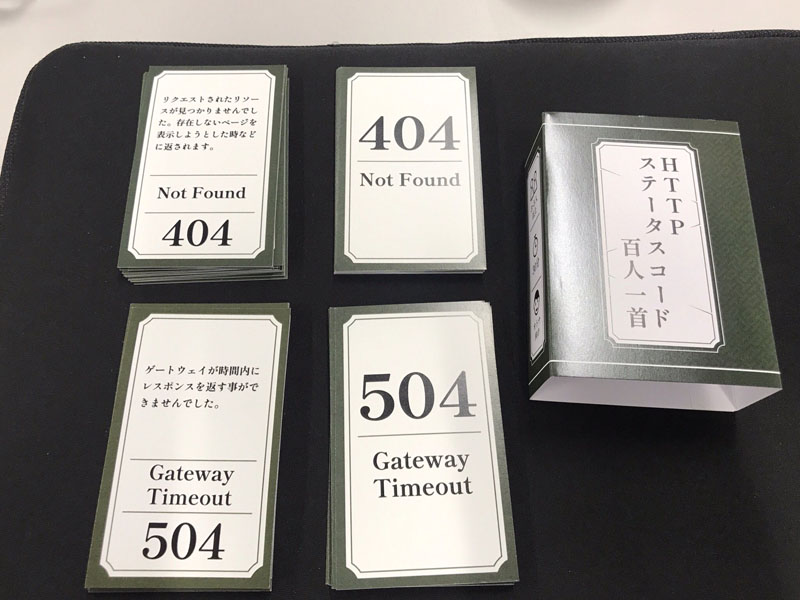 リクエストされたリソー
スが見つかりませんでし
た。存在しないページを
表示しようとした時など
に返されます。
Not Found
404
404
Not Found
HTTP
ステータスコード
百人一首
ゲートウェイが時間内に
レスポンスを返す事がで
きませんでした。
Gateway
Timeout
504
504
Gateway
Timeout